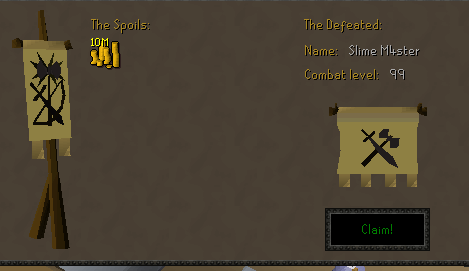 The Spoils:
10M
The Defeated:
Name: Slime M4ster
Combat level: 99
Claim!